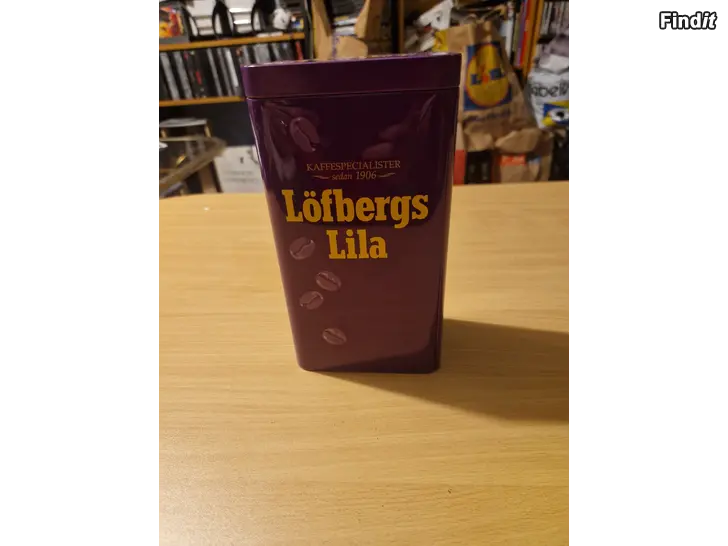 Findit
KAFFESPECIALISTER
sedan 1906
Löfbergs
Lila